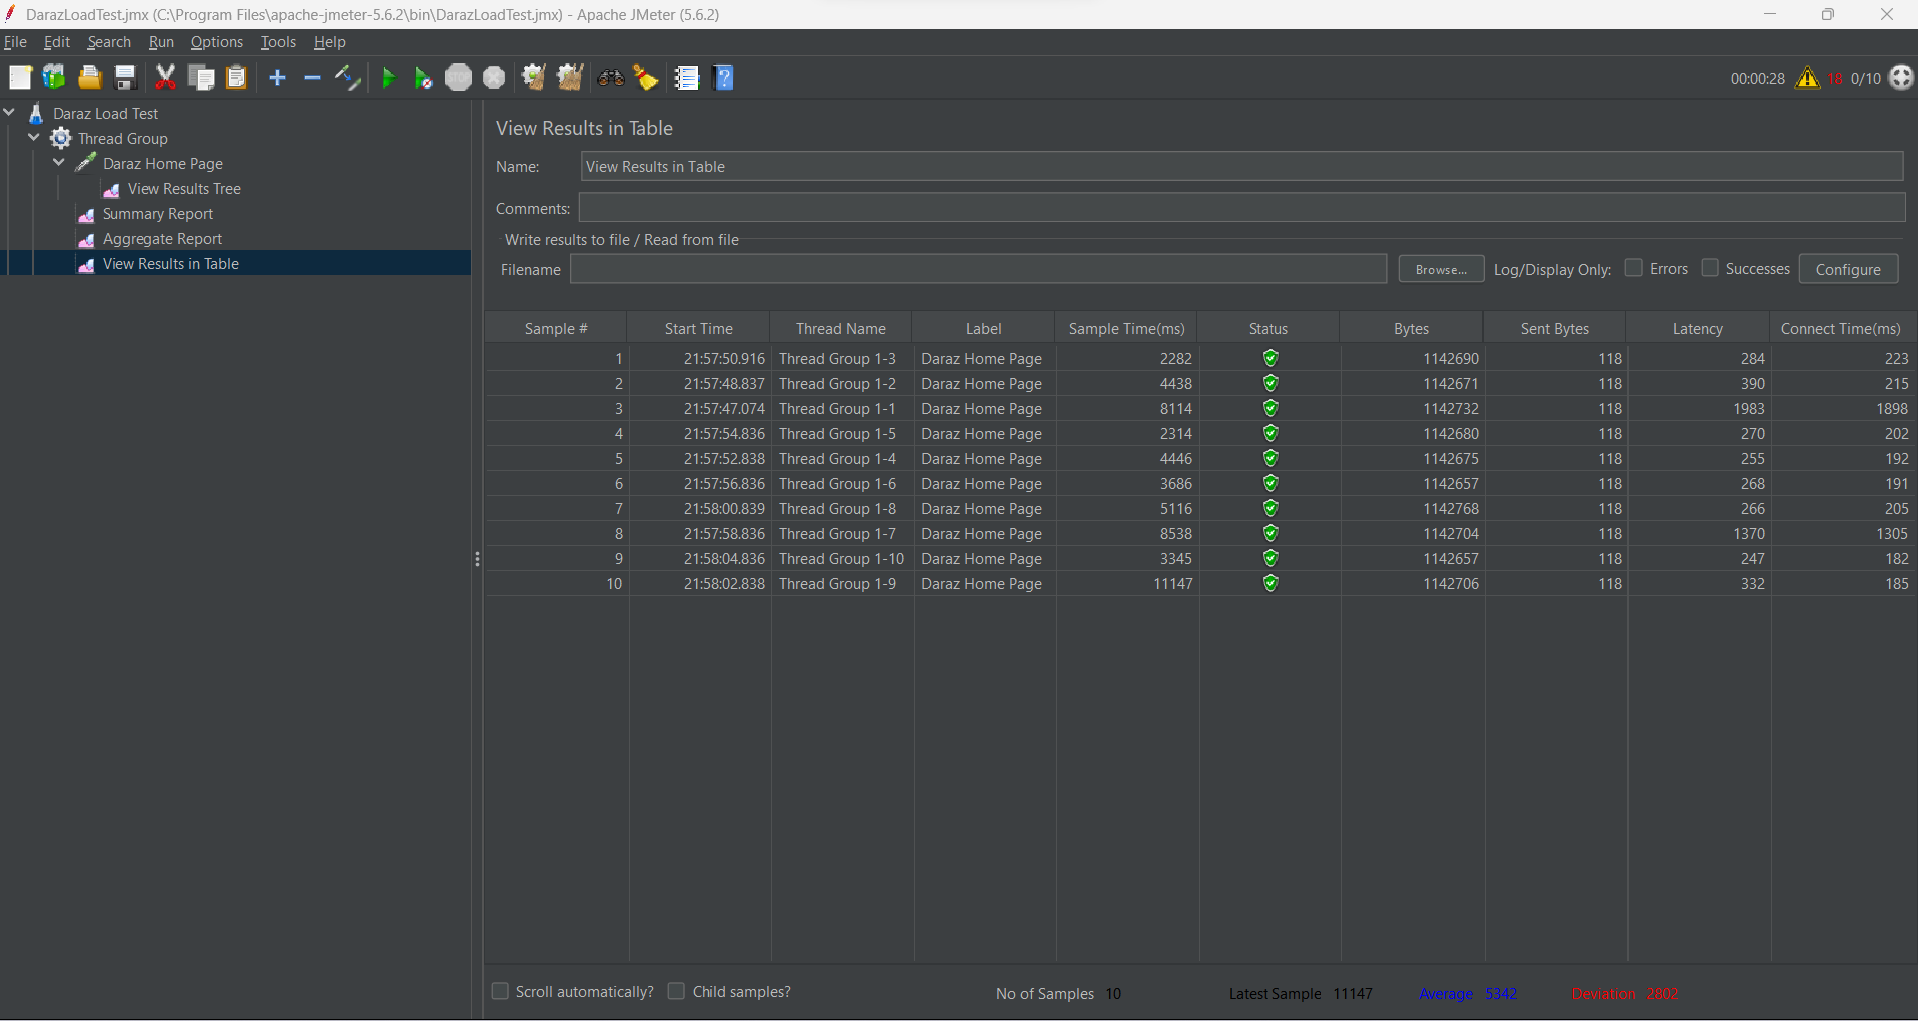 DarazLoadTest.jmx (C:\Program Files\apache-jmeter-5.6.2\bin\DarazLoadTest.jmx) - Apache JMeter (5.6.2)
File Edit Search Run Options Tools Help
STOP ? 00:00:28 18 0/10
Daraz Load Test
Thread Group
Daraz Home Page
View Results Tree
Summary Report
Aggregate Report
View Results in Table
View Results in Table
Name: View Results in Table
Comments:
Write results to file / Read from file
Filename Browse... Log/Display Only: Errors Successes Configure
Sample # Start Time Thread Name Label Sample Time(ms) Status Bytes Sent Bytes Latency Connect Time(ms)
1 21:57:50.916 Thread Group 1-3 Daraz Home Page 2282 1142690 118 284 223
2 21:57:48.837 Thread Group 1-2 Daraz Home Page 4438 1142671 118 390 215
3 21:57:47.074 Thread Group 1-1 Daraz Home Page 8114 1142732 118 1983 1898
4 21:57:54.836 Thread Group 1-5 Daraz Home Page 2314 1142680 118 270 202
5 21:57:52.838 Thread Group 1-4 Daraz Home Page 4446 1142675 118 255 192
6 21:57:56.836 Thread Group 1-6 Daraz Home Page 3686 1142657 118 268 191
7 21:58:00.839 Thread Group 1-8 Daraz Home Page 5116 1142768 118 266 205
8 21:57:58.836 Thread Group 1-7 Daraz Home Page 8538 1142704 118 1370 1305
9 21:58:04.836 Thread Group 1-10 Daraz Home Page 3345 1142657 118 247 182
10 21:58:02.838 Thread Group 1-9 Daraz Home Page 11147 1142706 118 332 185
Scroll automatically? Child samples? No of Samples 10 Latest Sample 11147 Average 5342 Deviation 2802